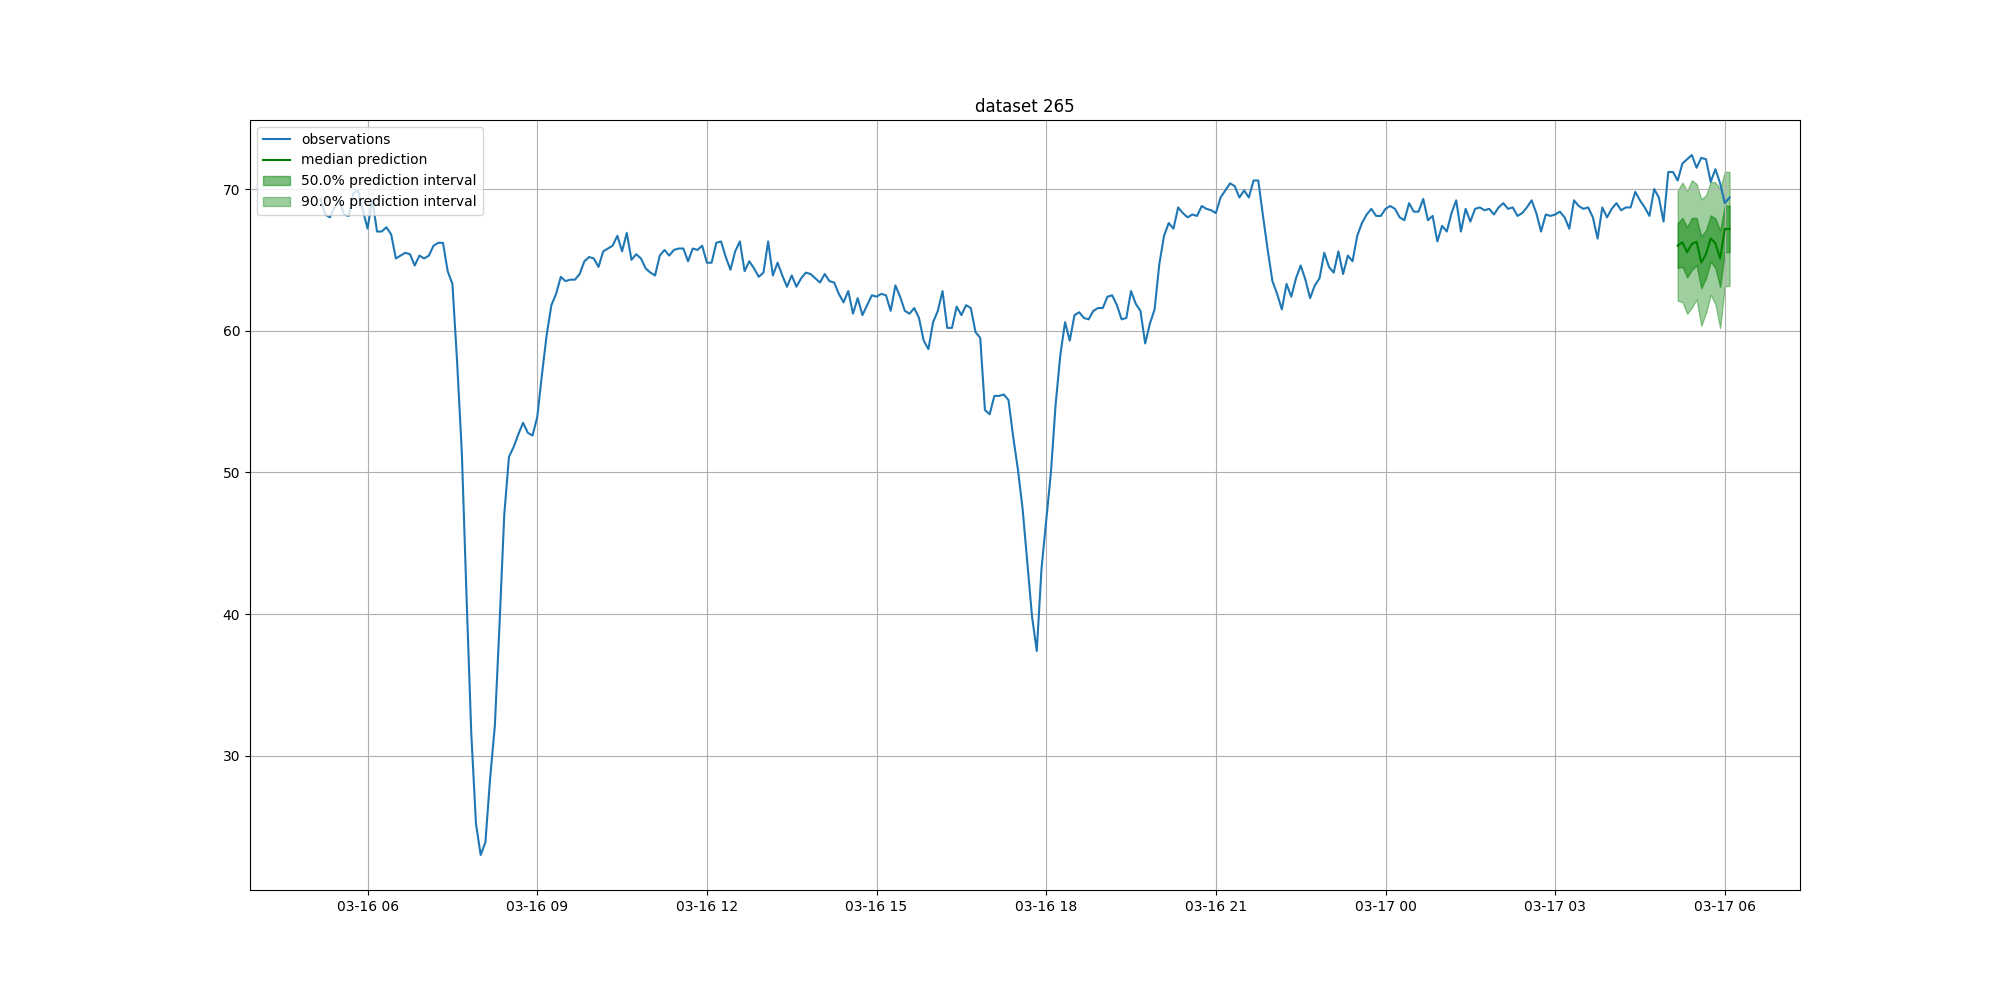 dataset 265
observations
median prediction
50.0% prediction interval
90.0% prediction interval
70
60
50
40
30
03-16 06 03-16 09 03-16 12 03-16 15 03-16 18 03-16 21 03-17 00 03-17 03 03-17 06